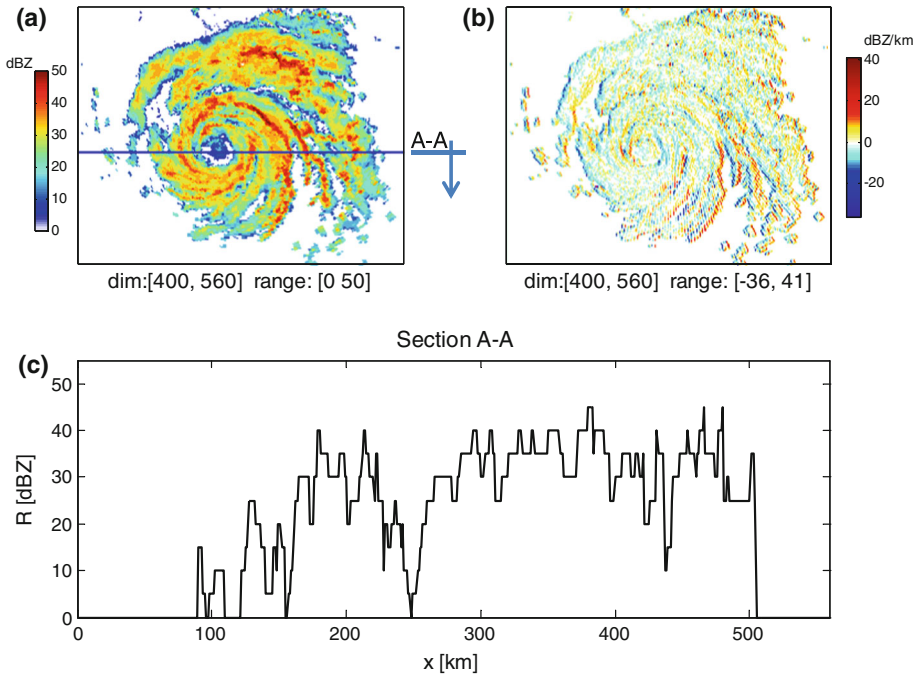 (a)
dBZ
50
40
30
20
10
0
A-A
dim:[400, 560] range: [0 50]
(b)
dBZ/km
40
20
10
0
-20
dim:[400, 560] range: [-36, 41]
Section A-A
(c)
R [dBZ]
50
40
30
20
10
0
0 100 200 300 400 500
x [km]